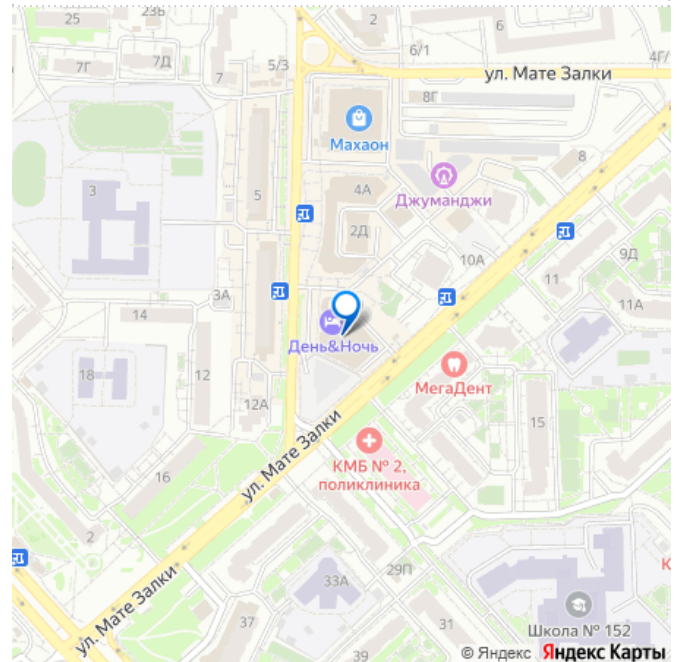 25
23Б
2
6
7Г
7Д
7
5/3
6/1
4Г/
ул. Мате Залки
8Г
Махаон
3
5
4А
8
Джуманджи
2Д
10А
9Д
11
3А
11А
14
День&Ночь
18
12
МегаДент
12А
15
ул. Мате Залки
КМБ № 2,
поликлиника
16
2
29П
33А
К
ул. Мате Залки
37
31
Школа № 152
39
© Яндекс Яндекс Карты